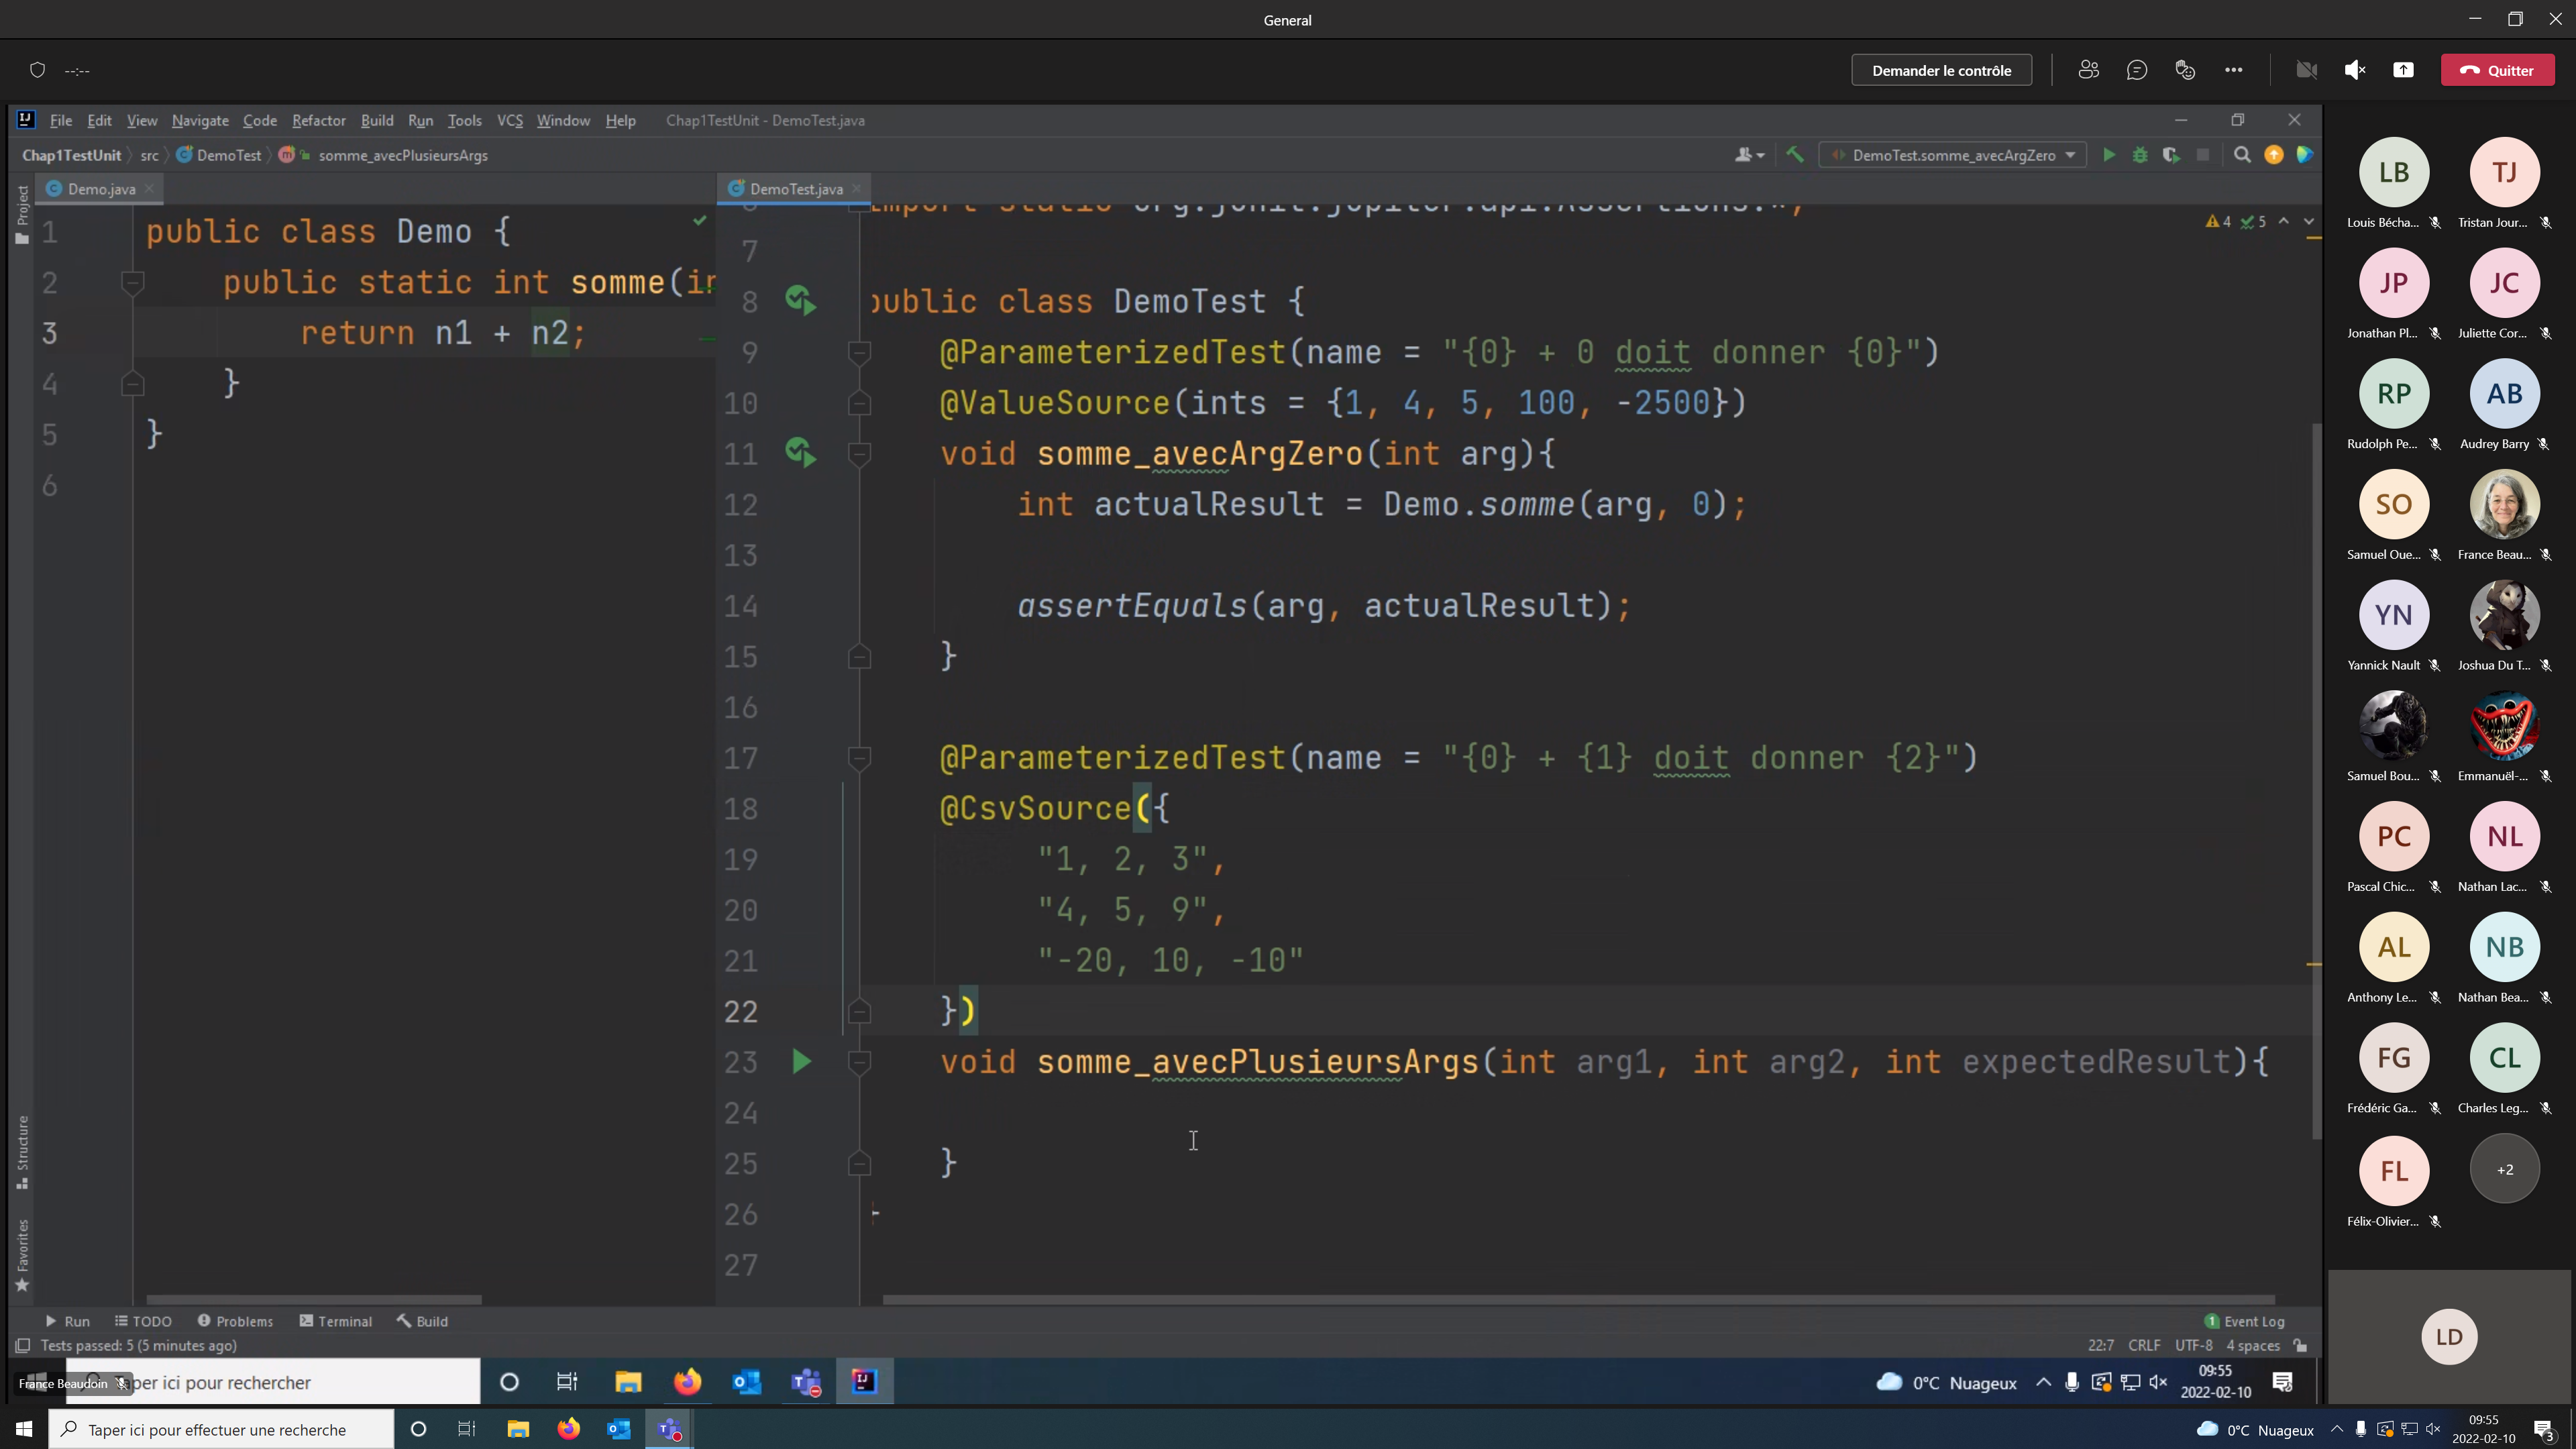 General
--:--
Demander le contrôle
Quitter
File Edit View Navigate Code Refactor Build Run Tools VCS Window Help Chap1TestUnit - DemoTest.java
Chap1TestUnit src DemoTest somme_avecPlusieursArgs
DemoTest.somme_avecArgZero
Project
Demo.java
1 public class Demo {
2 public static int somme(in
3 return n1 + n2;
4 }
5 }
6
DemoTest.java
import static org.junit.jupiter.api.Assertions.*;
4 5
7
8 public class DemoTest {
9 @ParameterizedTest(name = "{0} + 0 doit donner {0}")
10 @ValueSource(ints = {1, 4, 5, 100, -2500})
11 void somme_avecArgZero(int arg){
12 int actualResult = Demo.somme(arg, 0);
13
14 assertEquals(arg, actualResult);
15 }
16
17 @ParameterizedTest(name = "{0} + {1} doit donner {2}")
18 @CsvSource({
19 "1, 2, 3",
20 "4, 5, 9",
21 "-20, 10, -10"
22 })
23 void somme_avecPlusieursArgs(int arg1, int arg2, int expectedResult){
24
25 }
26 }
27
Structure
Favorites
Run TODO Problems Terminal Build
1 Event Log
Tests passed: 5 (5 minutes ago)
22:7 CRLF UTF-8 4 spaces
France Beaudoin
Taper ici pour rechercher
0°C Nuageux
09:55
2022-02-10
LB TJ
Louis Bécha... Tristan Jour...
JP JC
Jonathan Pl... Juliette Cor...
RP AB
Rudolph Pe... Audrey Barry
SO
Samuel Oue... France Beau...
YN
Yannick Nault Joshua Du T...
Samuel Bou... Emmanuël-...
PC NL
Pascal Chic... Nathan Lac...
AL NB
Anthony Le... Nathan Bea...
FG CL
Frédéric Ga... Charles Leg...
FL +2
Félix-Olivier...
LD
Taper ici pour effectuer une recherche
0°C Nuageux
09:55
2022-02-10
3